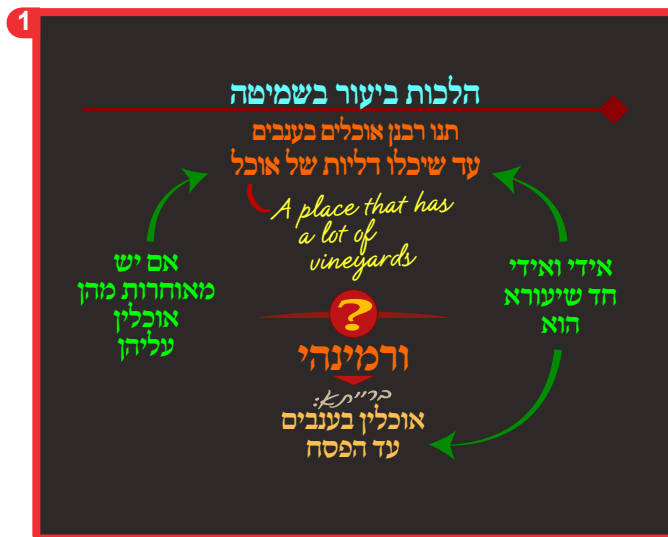 1
הלכות ביעור בשמיטה
תנו רבנן אוכלים בענבים
עד שיכלו דליות של אוכל
A place that has
a lot of
vineyards
אם יש
מאוחרות מהן
אוכלין
עליהן
אידי ואידי
חד שיעורא
הוא
?
ורמינהי
ברייתא:
אוכלין בענבים
עד הפסח